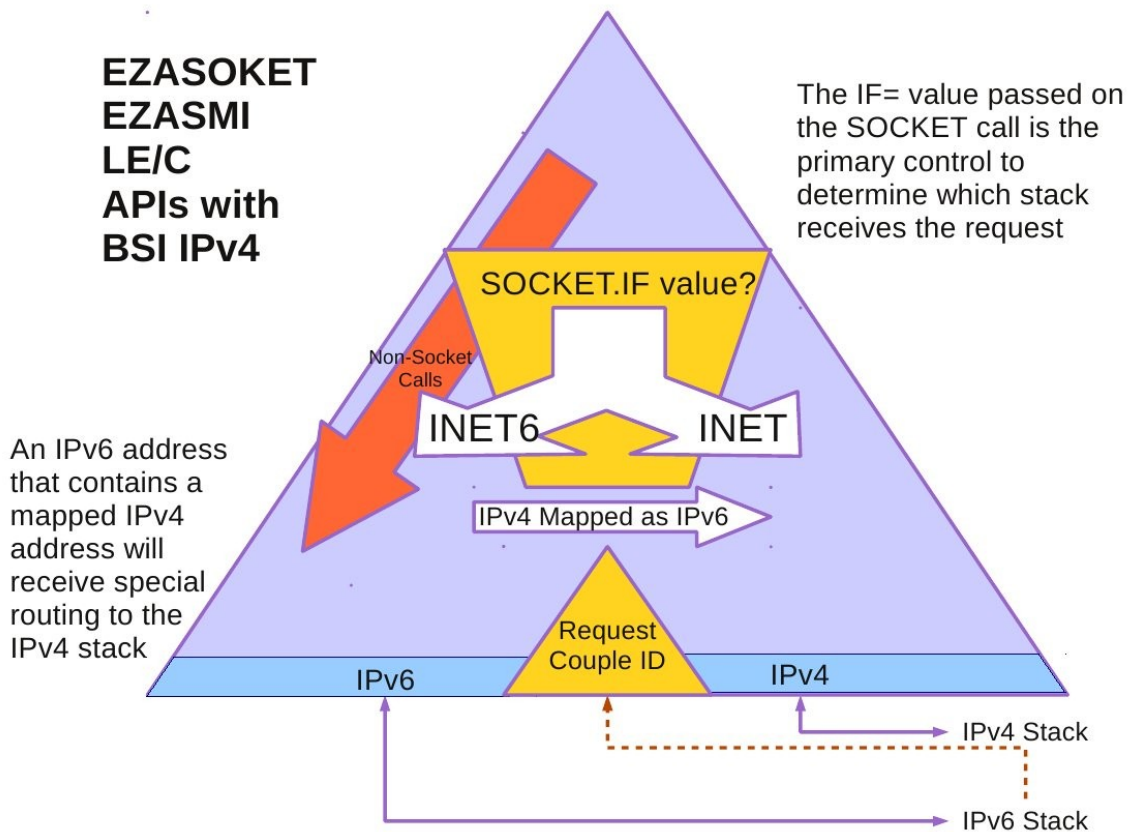 EZASOKET
EZASMI
LE/C
APIs with
BSI IPv4
The IF= value passed on
the SOCKET call is the
primary control to
determine which stack
receives the request
SOCKET.IF value?
Non-Socket
Calls
INET6
INET
An IPv6 address
that contains a
mapped IPv4
address will
receive special
routing to the
IPv4 stack
IPv4 Mapped as IPv6
Request
Couple ID
IPv6
IPv4
IPv4 Stack
IPv6 Stack